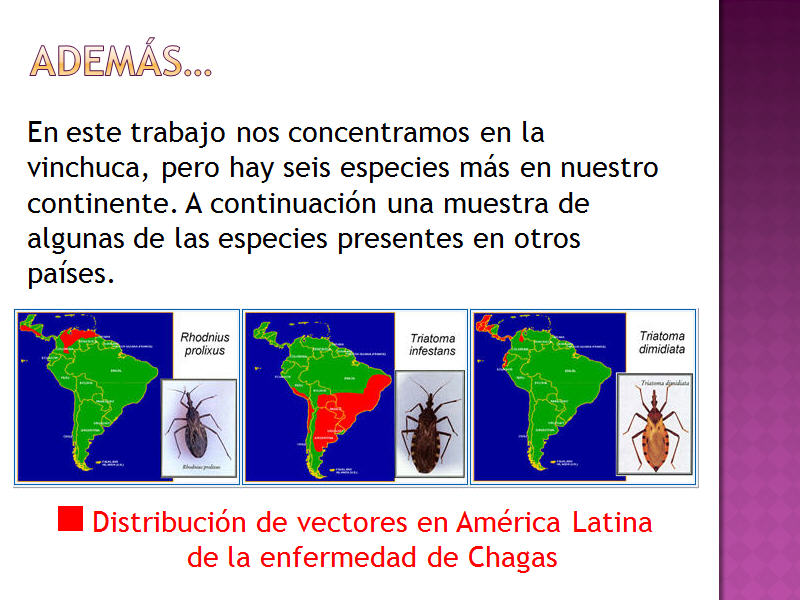 ADEMÁS...
En este trabajo nos concentramos en la
vinchuca, pero hay seis especies más en nuestro
continente. A continuación una muestra de
algunas de las especies presentes en otros
países.
Rhodnius
prolixus
Rhodnius prolixus
Triatoma
infestans
Triatoma
dimidiata
Triatoma dimidiata
Distribución de vectores en América Latina
de la enfermedad de Chagas